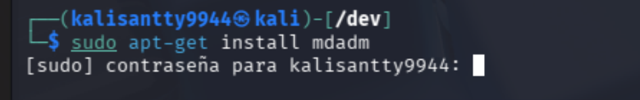 ┌──(kalisantty9944㉿kali)-[/dev]
└─$ sudo apt-get install mdadm
[sudo] contraseña para kalisantty9944: